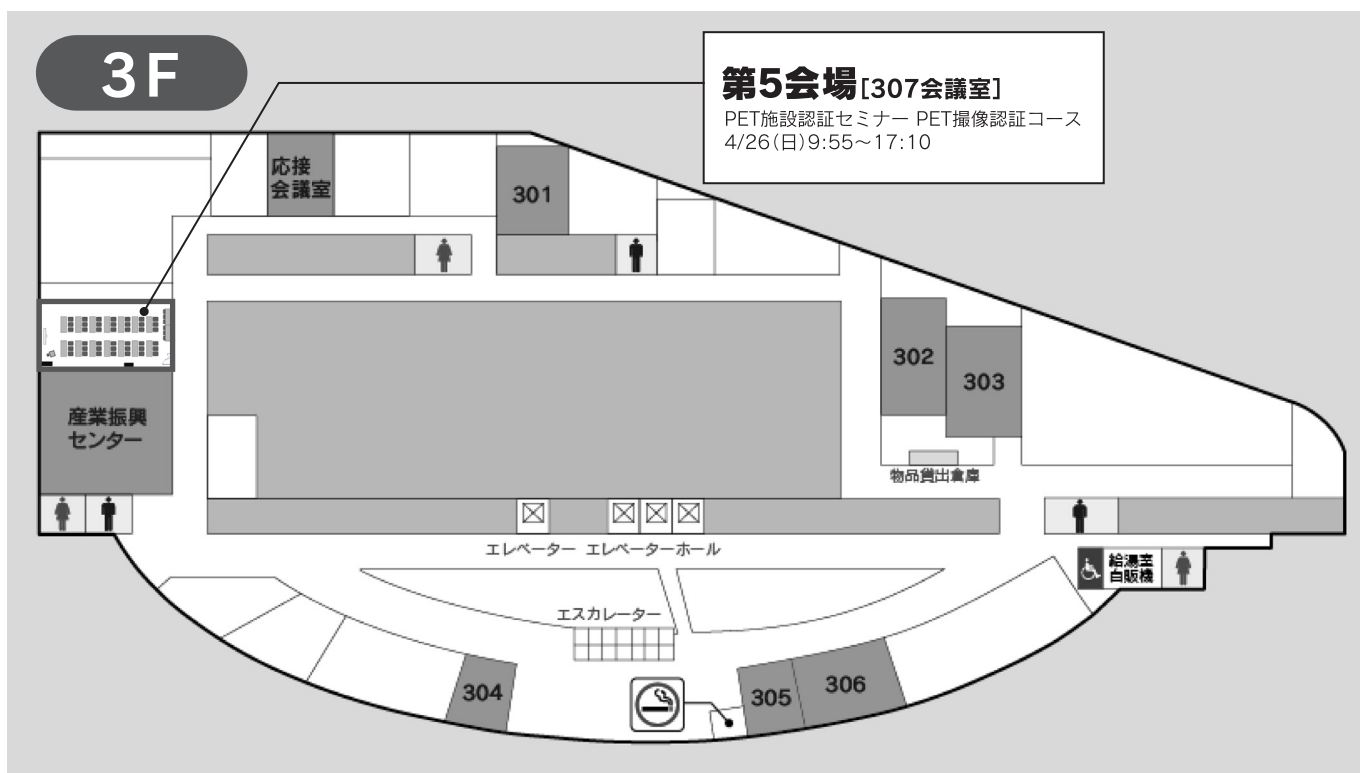 3F
第5会場[307会議室]
PET施設認証セミナー PET撮像認証コース
4/26(日)9:55～17:10
応接
会議室
301
302
303
産業振興
センター
物品貸出倉庫
エレベーター
エレベーターホール
給湯室
自販機
エスカレーター
304
305
306